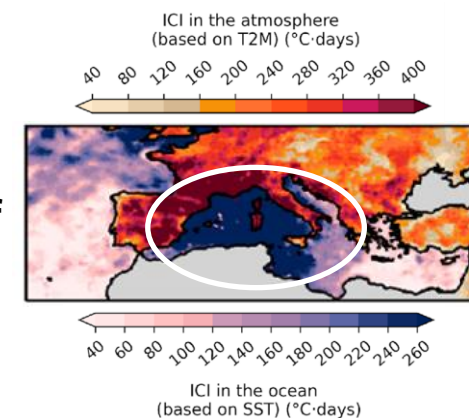 ICI in the atmosphere
(based on T2M) (°C·days)
40 80 120 160 200 240 280 320 360 400
40 60 80 100 120 140 160 180 200 220 240 260
ICI in the ocean
(based on SST) (°C·days)